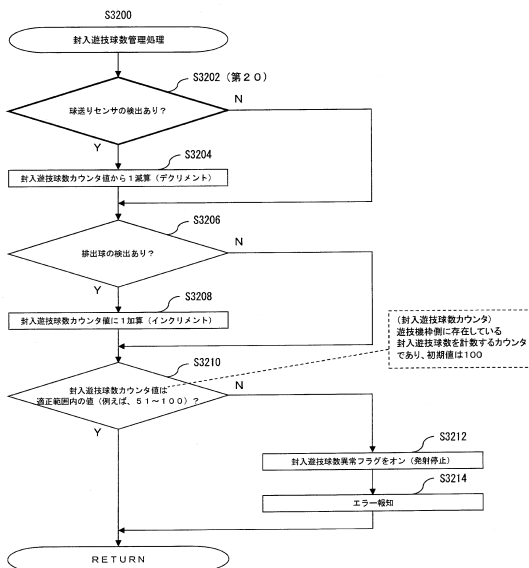 S3200
封入遊技球数管理処理
S3202（第２０）
球送りセンサの検出あり？
N
Y
S3204
封入遊技球数カウンタ値から１減算（デクリメント）
S3206
排出球の検出あり？
N
Y
S3208
封入遊技球数カウンタ値に１加算（インクリメント）
（封入遊技球数カウンタ）
遊技機枠側に存在している
封入遊技球数を計数するカウンタ
であり、初期値は１００
S3210
封入遊技球数カウンタ値は
適正範囲内の値（例えば、５１～１００）？
N
Y
S3212
封入遊技球数異常フラグをオン（発射停止）
S3214
エラー報知
ＲＥＴＵＲＮ